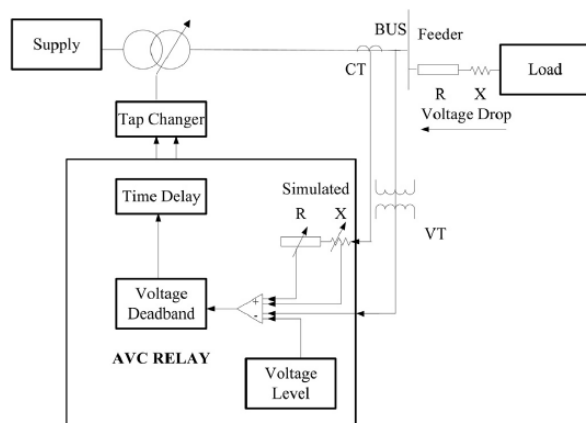 Supply
BUS
Feeder
CT
Load
R X
Voltage Drop
Tap Changer
Time Delay
Simulated
R X
VT
Voltage
Deadband
+
-
AVC RELAY
Voltage
Level